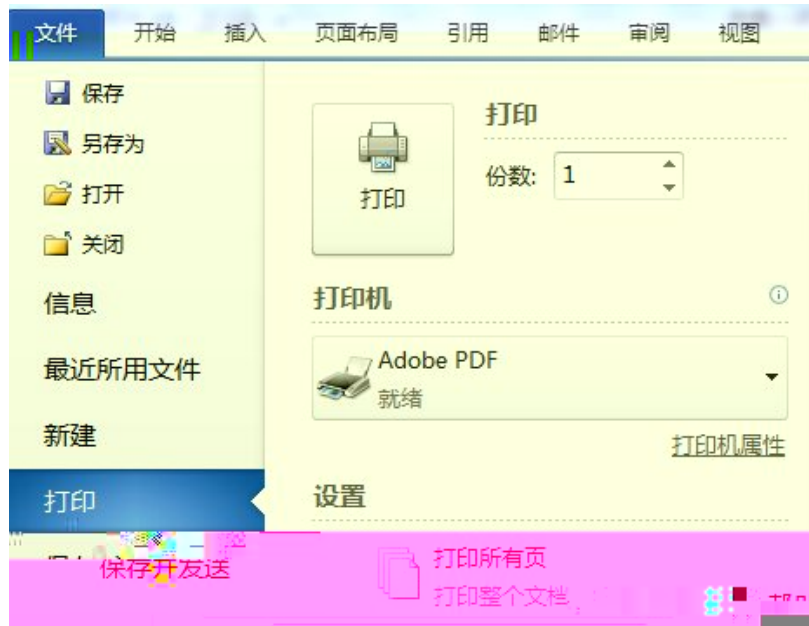 文件 开始 插入 页面布局 引用 邮件 审阅 视图
保存
另存为
打开
关闭
信息
最近所用文件
新建
打印
保存开发送
打印
打印
份数: 1
打印机
Adobe PDF
就绪
打印机属性
设置
打印所有页
打印整个文档